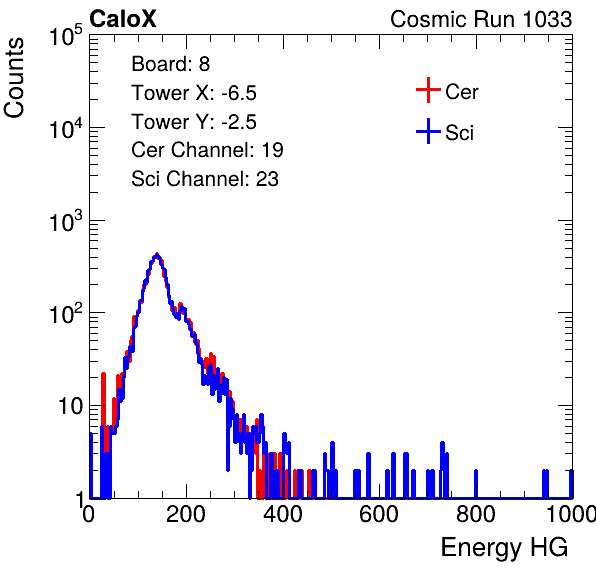 CaloX Cosmic Run 1033
Counts
Board: 8
Tower X: -6.5
Tower Y: -2.5
Cer Channel: 19
Sci Channel: 23
Cer
Sci
10^5
10^4
10^3
10^2
10
1
0 200 400 600 800 1000
Energy HG